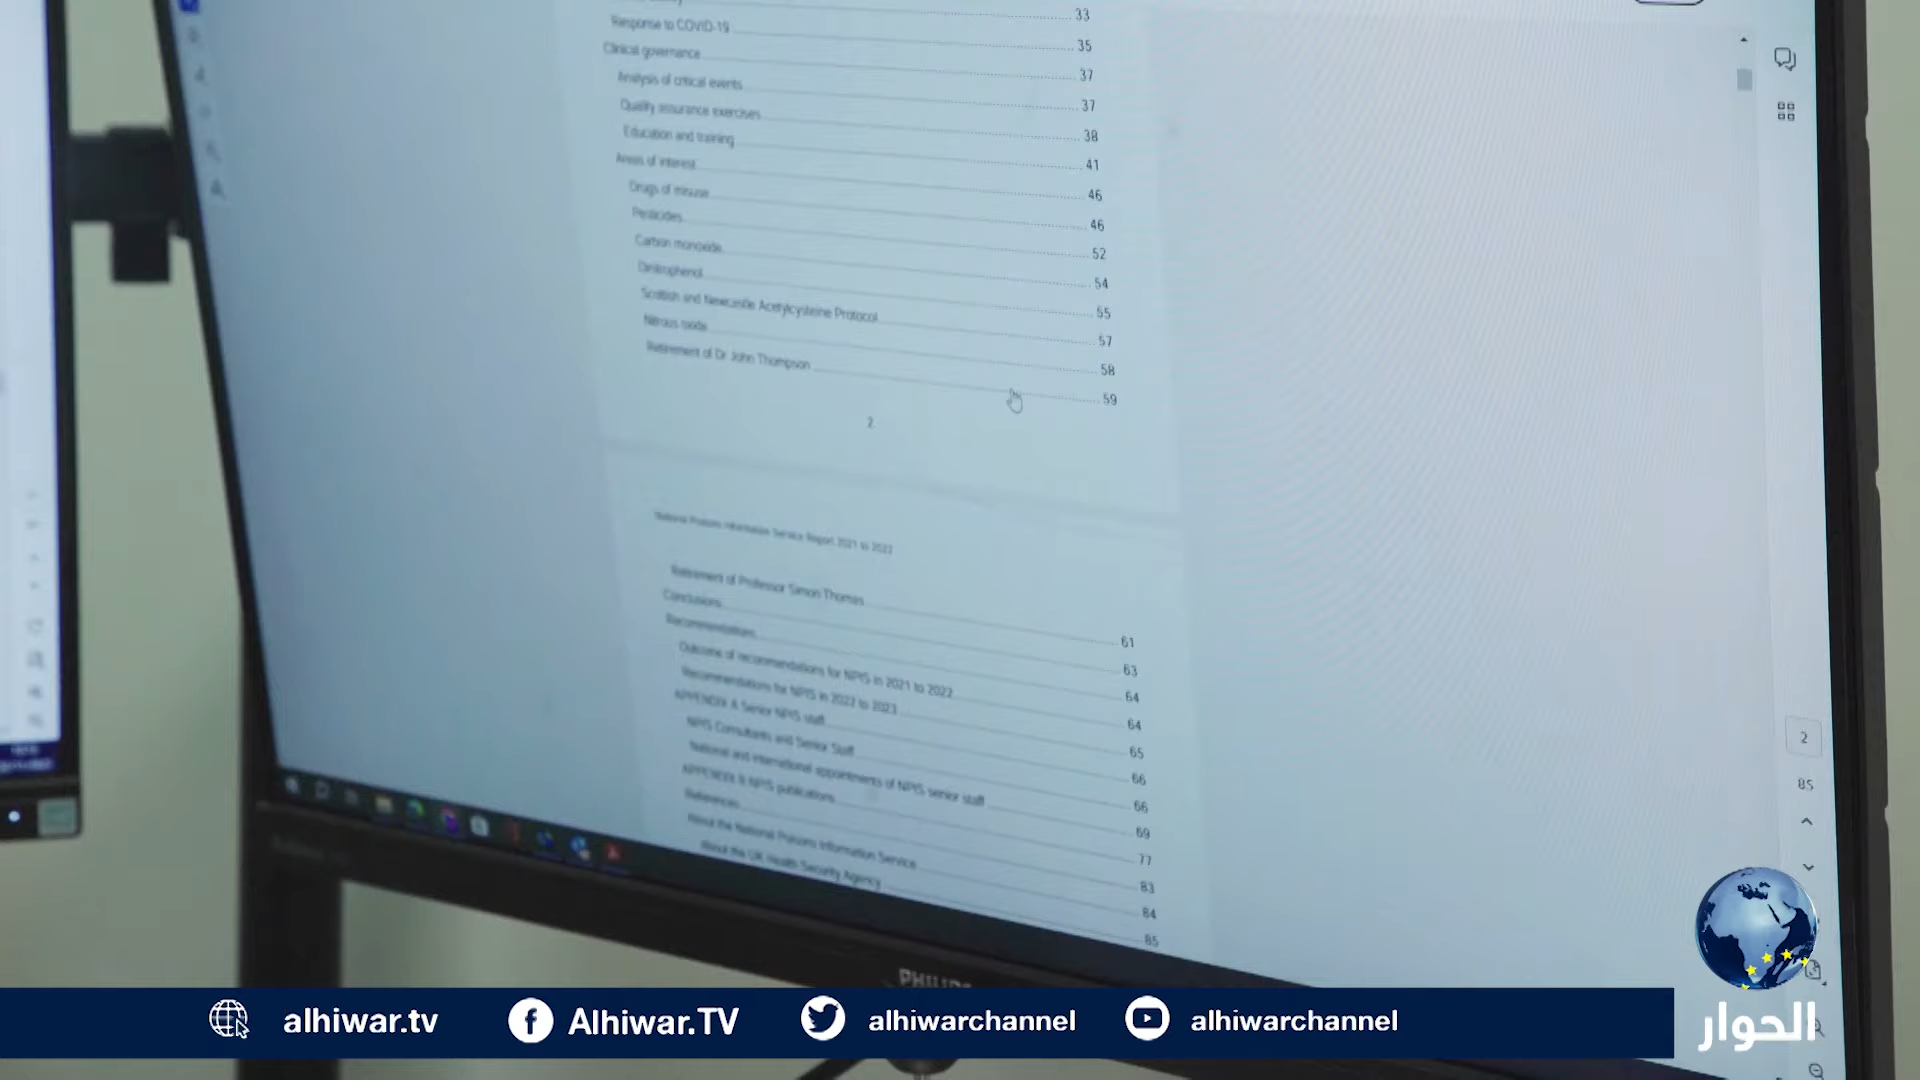 33
Response to COVID-19 35
Clinical governance 37
Analysis of critical events 37
Quality assurance exercises 38
Education and training 41
Areas of interest 46
Drugs of misuse 46
Pesticides 52
Carbon monoxide 54
Dinitrophenol 55
Scottish and Newcastle Acetylcysteine Protocol 57
Nitrous oxide 58
Retirement of Dr John Thompson 59
2
National Poisons Information Service Report 2021 to 2022
Retirement of Professor Simon Thomas 61
Conclusions 63
Recommendations 64
Outcome of recommendations for NPIS in 2021 to 2022 64
Recommendations for NPIS in 2022 to 2023 65
APPENDIX A Senior NPIS staff 66
NPIS Consultants and Senior Staff 66
National and international appointments of NPIS senior staff 69
APPENDIX B NPIS publications 77
References 83
About the National Poisons Information Service 84
About the UK Health Security Agency 85
2
85
PHILIPS
alhiwar.tv
Alhiwar.TV
alhiwarchannel
alhiwarchannel
الحوار